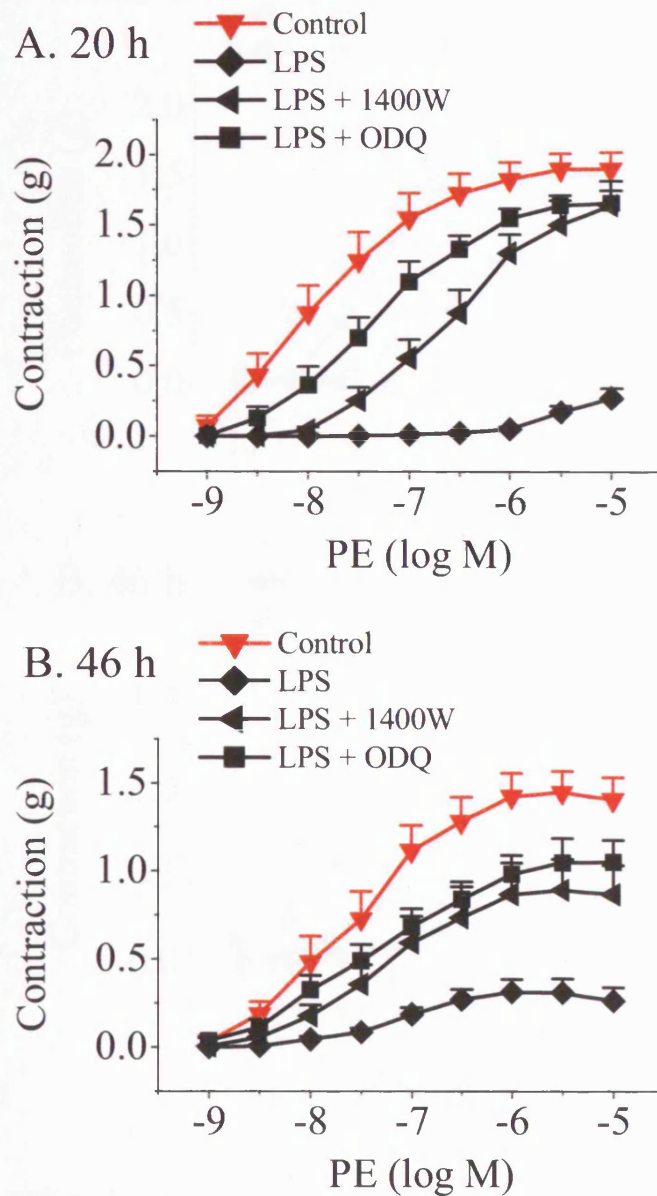 A. 20 h
Control
LPS
LPS + 1400W
LPS + ODQ
Contraction (g)
2.0
1.5
1.0
0.5
0.0
-9 -8 -7 -6 -5
PE (log M)
B. 46 h
Control
LPS
LPS + 1400W
LPS + ODQ
Contraction (g)
1.5
1.0
0.5
0.0
-9 -8 -7 -6 -5
PE (log M)